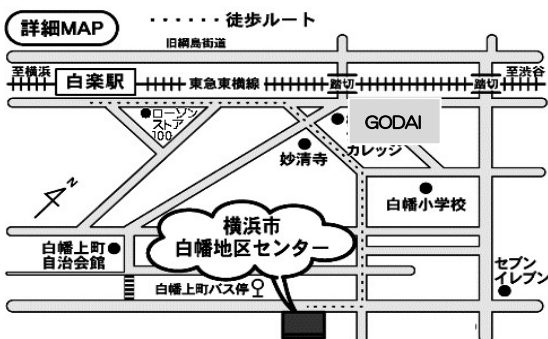 詳細MAP
徒歩ルート
旧綱島街道
至横浜
白楽駅
東急東横線
踏切
踏切
至渋谷
ローソン
ストア
100
GODAI
カレッジ
妙清寺
白幡小学校
N
横浜市
白幡地区センター
白幡上町
自治会館
白幡上町バス停
セブン
イレブン